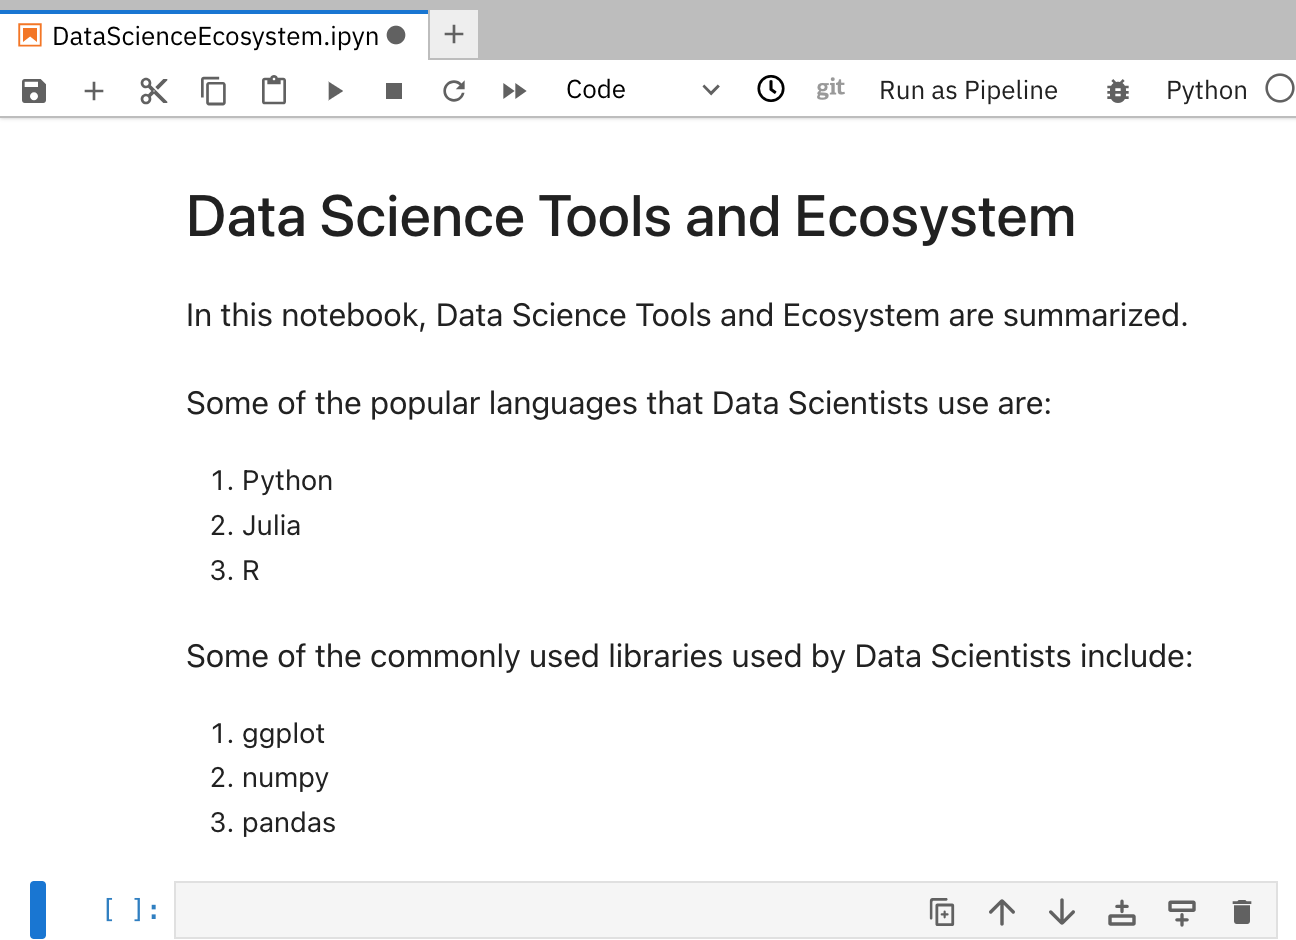 DataScienceEcosystem.ipyn
Code git Run as Pipeline Python
Data Science Tools and Ecosystem
In this notebook, Data Science Tools and Ecosystem are summarized.
Some of the popular languages that Data Scientists use are:
1. Python
2. Julia
3. R
Some of the commonly used libraries used by Data Scientists include:
1. ggplot
2. numpy
3. pandas
[ ]: